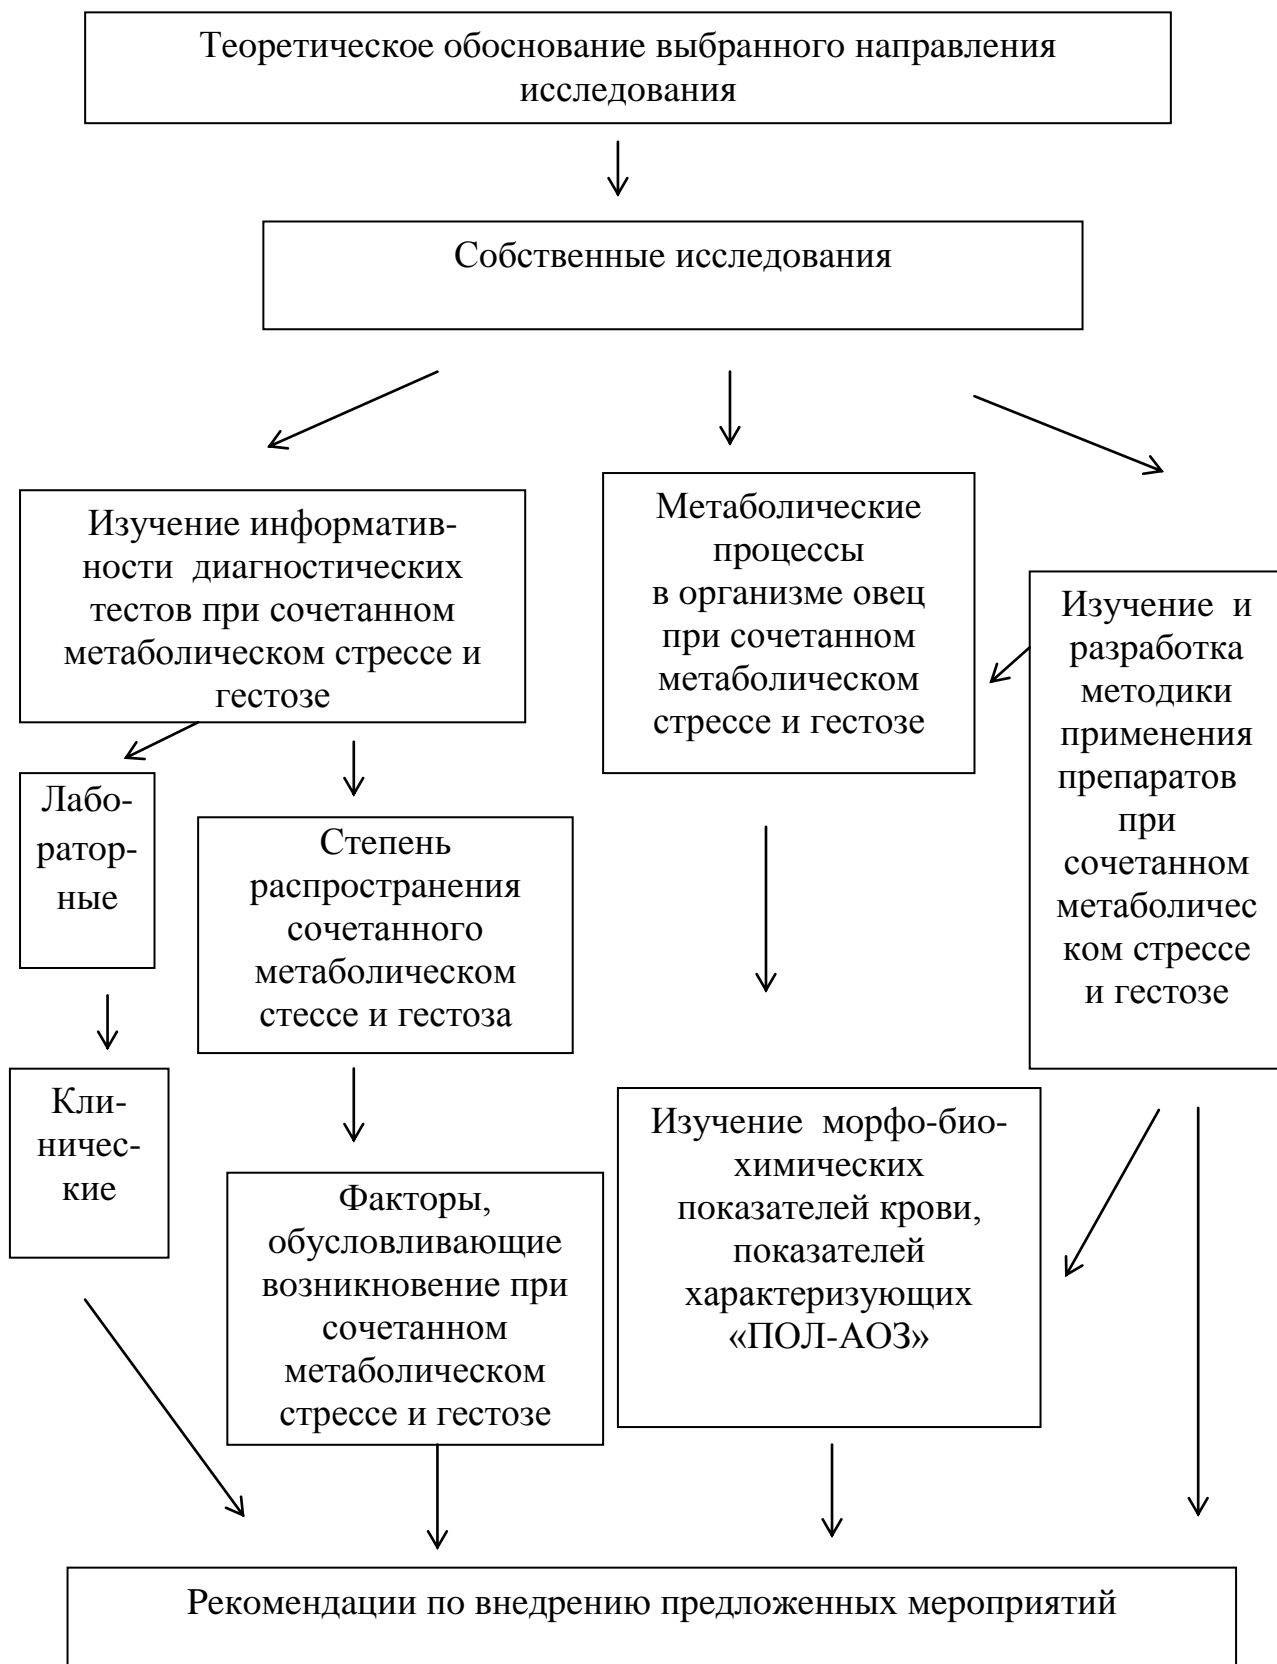 Теоретическое обоснование выбранного направления
исследования
Собственные исследования
Изучение информатив-
ности диагностических
тестов при сочетанном
метаболическом стрессе и
гестозе
Метаболические
процессы
в организме овец
при сочетанном
метаболическом
стрессе и гестозе
Изучение и
разработка
методики
применения
препаратов
при
сочетанном
метаболичес
ком стрессе
и гестозе
Лабо-
ратор-
ные
Степень
распространения
сочетанного
метаболическом
стессе и гестоза
Кли-
ничес-
кие
Факторы,
обусловливающие
возникновение при
сочетанном
метаболическом
стрессе и гестозе
Изучение морфо-био-
химических
показателей крови,
показателей
характеризующих
«ПОЛ-АОЗ»
Рекомендации по внедрению предложенных мероприятий